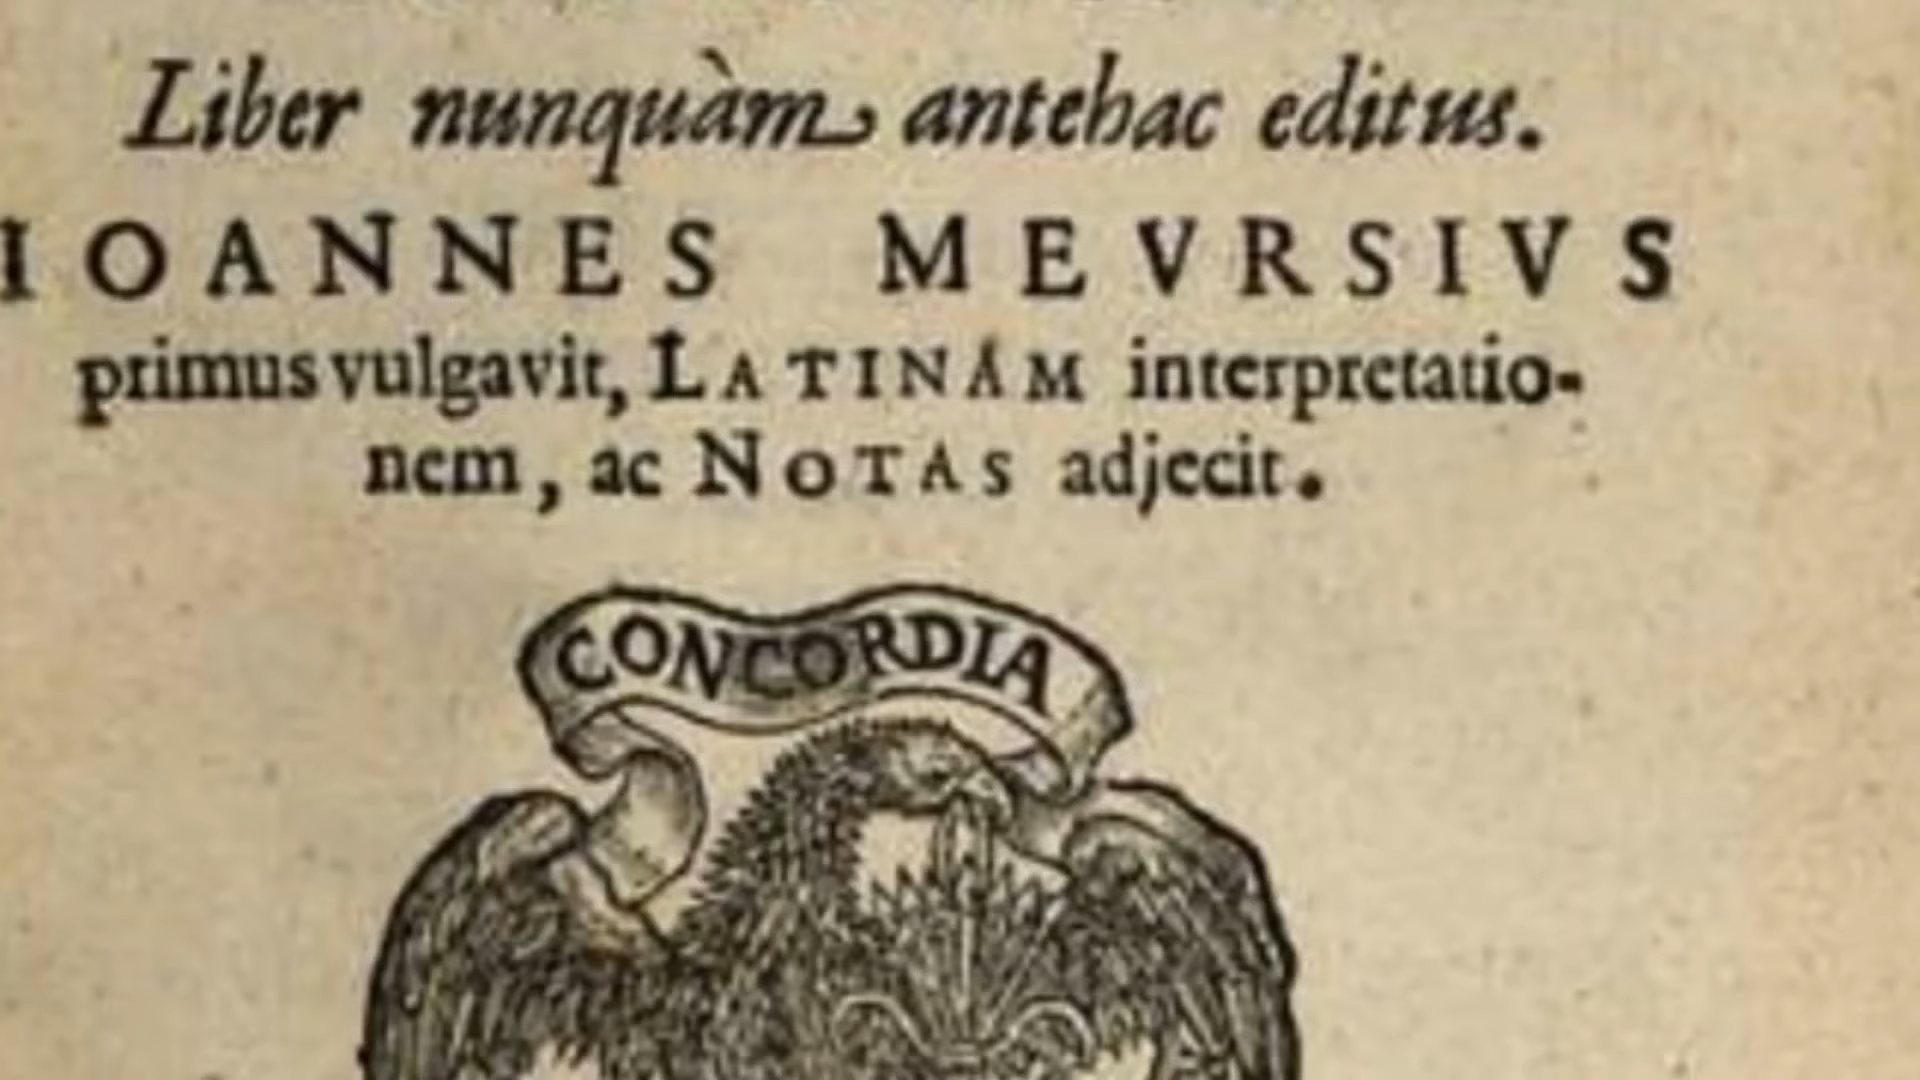 Liber nunquàm antehac editus.
IOANNES MEVRSIVS
primus vulgavit, LATINAM interpretatio-
nem, ac NOTAS adjecit.
CONCORDIA